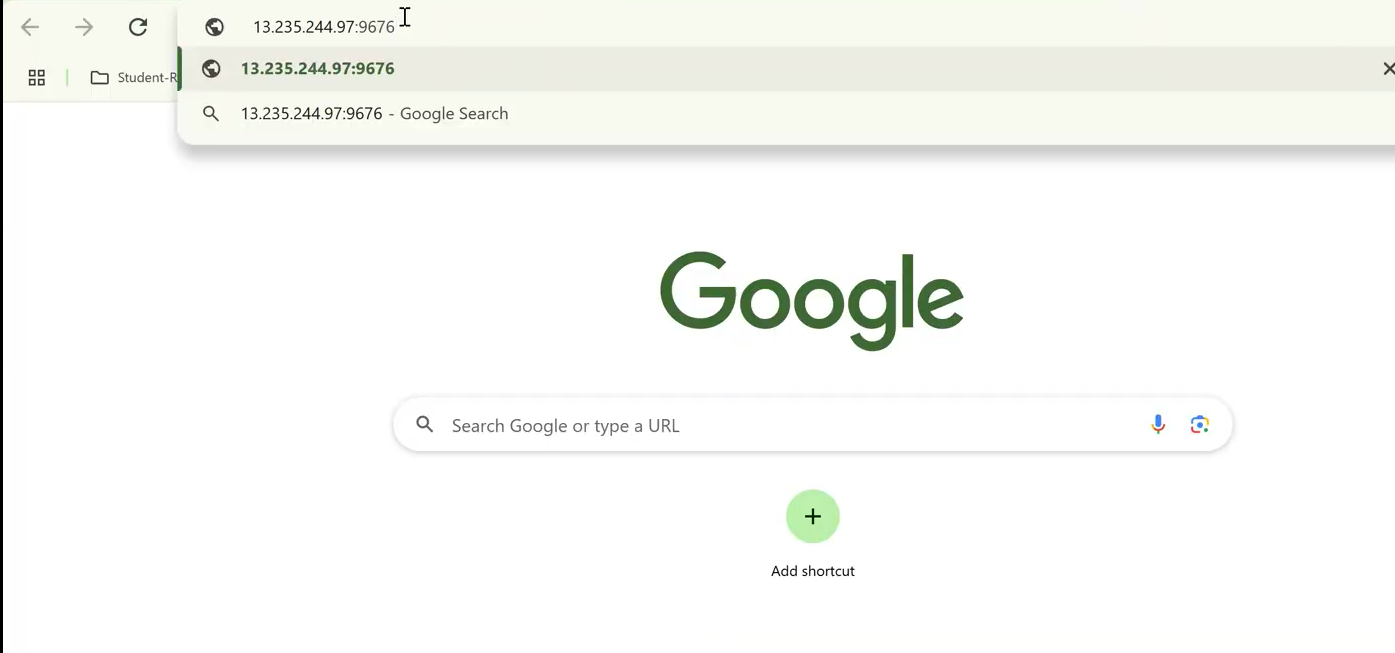 13.235.244.97:9676
13.235.244.97:9676
Student-R
13.235.244.97:9676 - Google Search
Google
Search Google or type a URL
Add shortcut